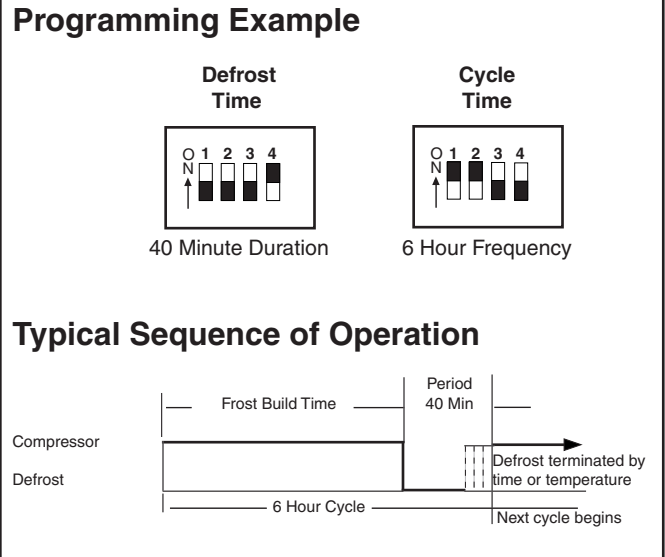 Programming Example
Defrost
Time
Cycle
Time
ON 1 2 3 4
ON 1 2 3 4
40 Minute Duration
6 Hour Frequency
Typical Sequence of Operation
Frost Build Time
Period
40 Min
Compressor
Defrost
Defrost terminated by
time or temperature
6 Hour Cycle
Next cycle begins